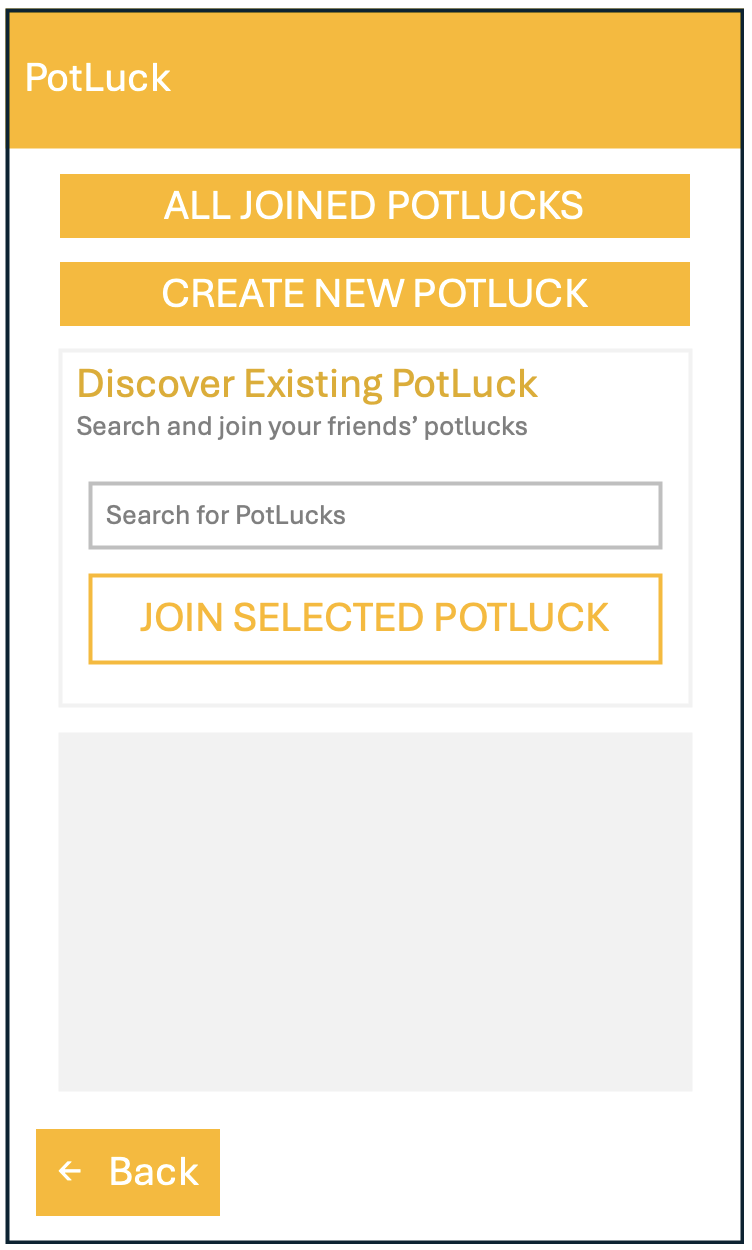 PotLuck
ALL JOINED POTLUCKS
CREATE NEW POTLUCK
Discover Existing PotLuck
Search and join your friends’ potlucks
Search for PotLucks
JOIN SELECTED POTLUCK
← Back